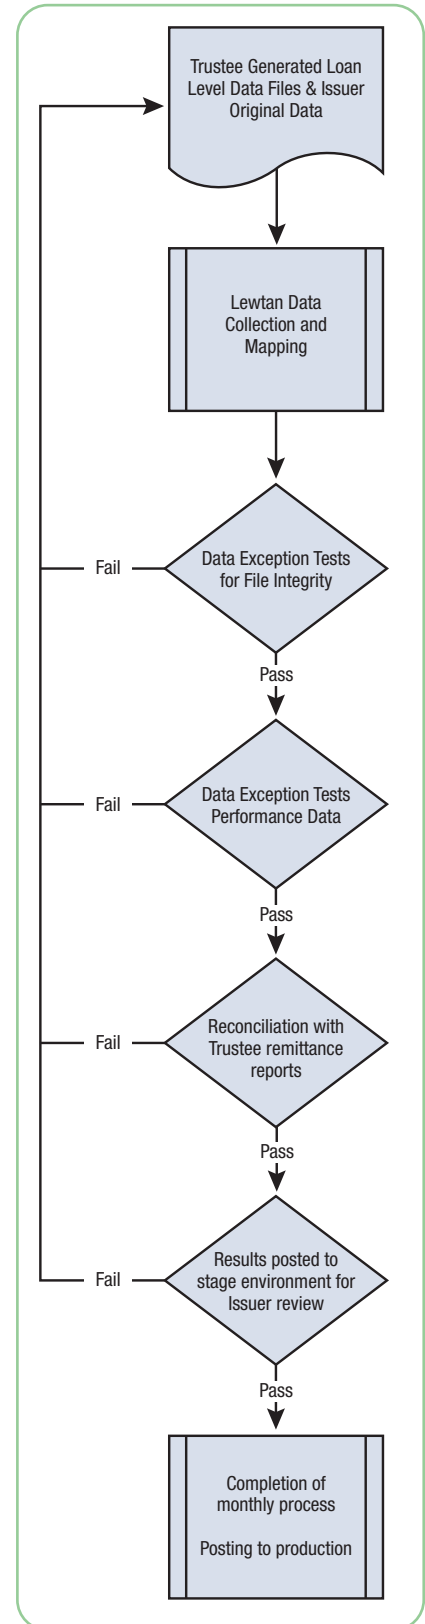 Trustee Generated Loan
Level Data Files & Issuer
Original Data
Lewtan Data
Collection and
Mapping
Data Exception Tests
for File Integrity
Fail
Pass
Data Exception Tests
Performance Data
Fail
Pass
Reconciliation with
Trustee remittance
reports
Fail
Pass
Results posted to
stage environment for
Issuer review
Fail
Pass
Completion of
monthly process
Posting to production